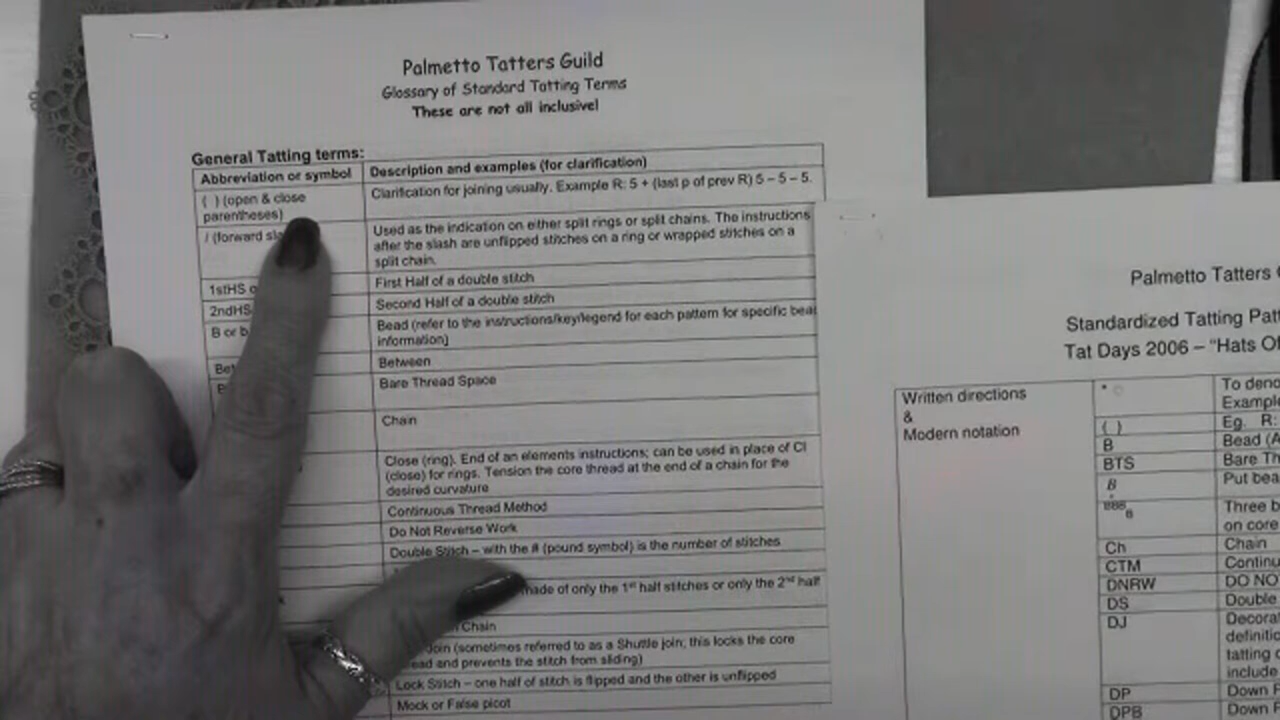 Palmetto Tatters Guild
Glossary of Standard Tatting Terms
These are not all inclusive!
General Tatting terms:
Abbreviation or symbol
Description and examples (for clarification)
( ) (open & close
parentheses)
Clarification for joining usually. Example R: 5 + (last p of prev R) 5 – 5 – 5.
/ (forward
Used as the indication on either split rings or split chains. The instructions
after the slash are unflipped stitches on a ring or wrapped stitches on a
split chain.
1stHS
First Half of a double stitch
2ndHS
Second Half of a double stitch
B or b
Bead (refer to the instructions/key/legend for each pattern for specific
information)
Between
Bare Thread Space
Chain
Close (ring). End of an elements instructions; can be used in place of Cl
(close) for rings. Tension the core thread at the end of a chain for the
desired curvature
Continuous Thread Method
Do Not Reverse Work
Double Stitch – with the # (pound symbol) is the number of stitches
made of only the 1st half stitches or only the 2nd half
Chain
join (sometimes referred to as a Shuttle join; this locks the core
and prevents the stitch from sliding)
Lock Stitch – one half of stitch is flipped and the other is unflipped
Mock or False picot
Palmetto Tatters
Standardized Tatting
Tat Days 2006 – "Hats
Written directions
&
Modern notation
*
To
Example
( )
Eg. R:
B
Bead
BTS
Bare
B
Put
BBB
B
Three
on core
Ch
Chain
CTM
DNRW
DO
DS
Double
DJ
tatting
include
DP
Down
DPB
Down